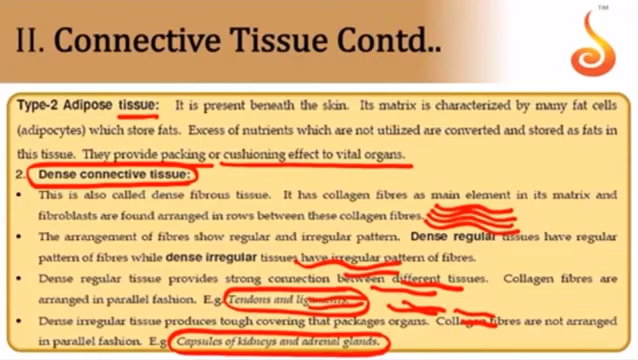 II. Connective Tissue Contd..
TM
Type-2 Adipose tissue: It is present beneath the skin. Its matrix is characterized by many fat cells
(adipocytes) which store fats. Excess of nutrients which are not utilized are converted and stored as fats in
this tissue. They provide packing or cushioning effect to vital organs.
2. Dense connective tissue:
• This is also called dense fibrous tissue. It has collagen fibres as main element in its matrix and
fibroblasts are found arranged in rows between these collagen fibres.
• The arrangement of fibres show regular and irregular pattern. Dense regular tissues have regular
pattern of fibres while dense irregular tissues have irregular pattern of fibres.
• Dense regular tissue provides strong connection between different tissues. Collagen fibres are
arranged in parallel fashion. E.g. Tendons and ligaments.
• Dense irregular tissue produces tough covering that packages organs. Collagen fibres are not arranged
in parallel fashion. E.g. Capsules of kidneys and adrenal glands.